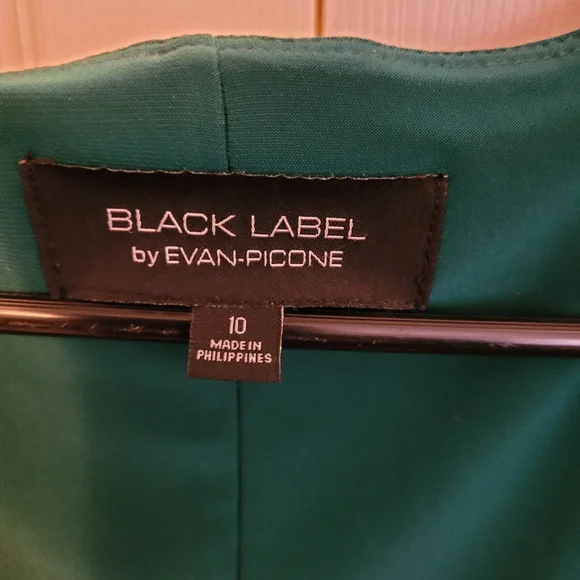 BLACK LABEL
by EVAN-PICONE
10
MADE IN
PHILIPPINES